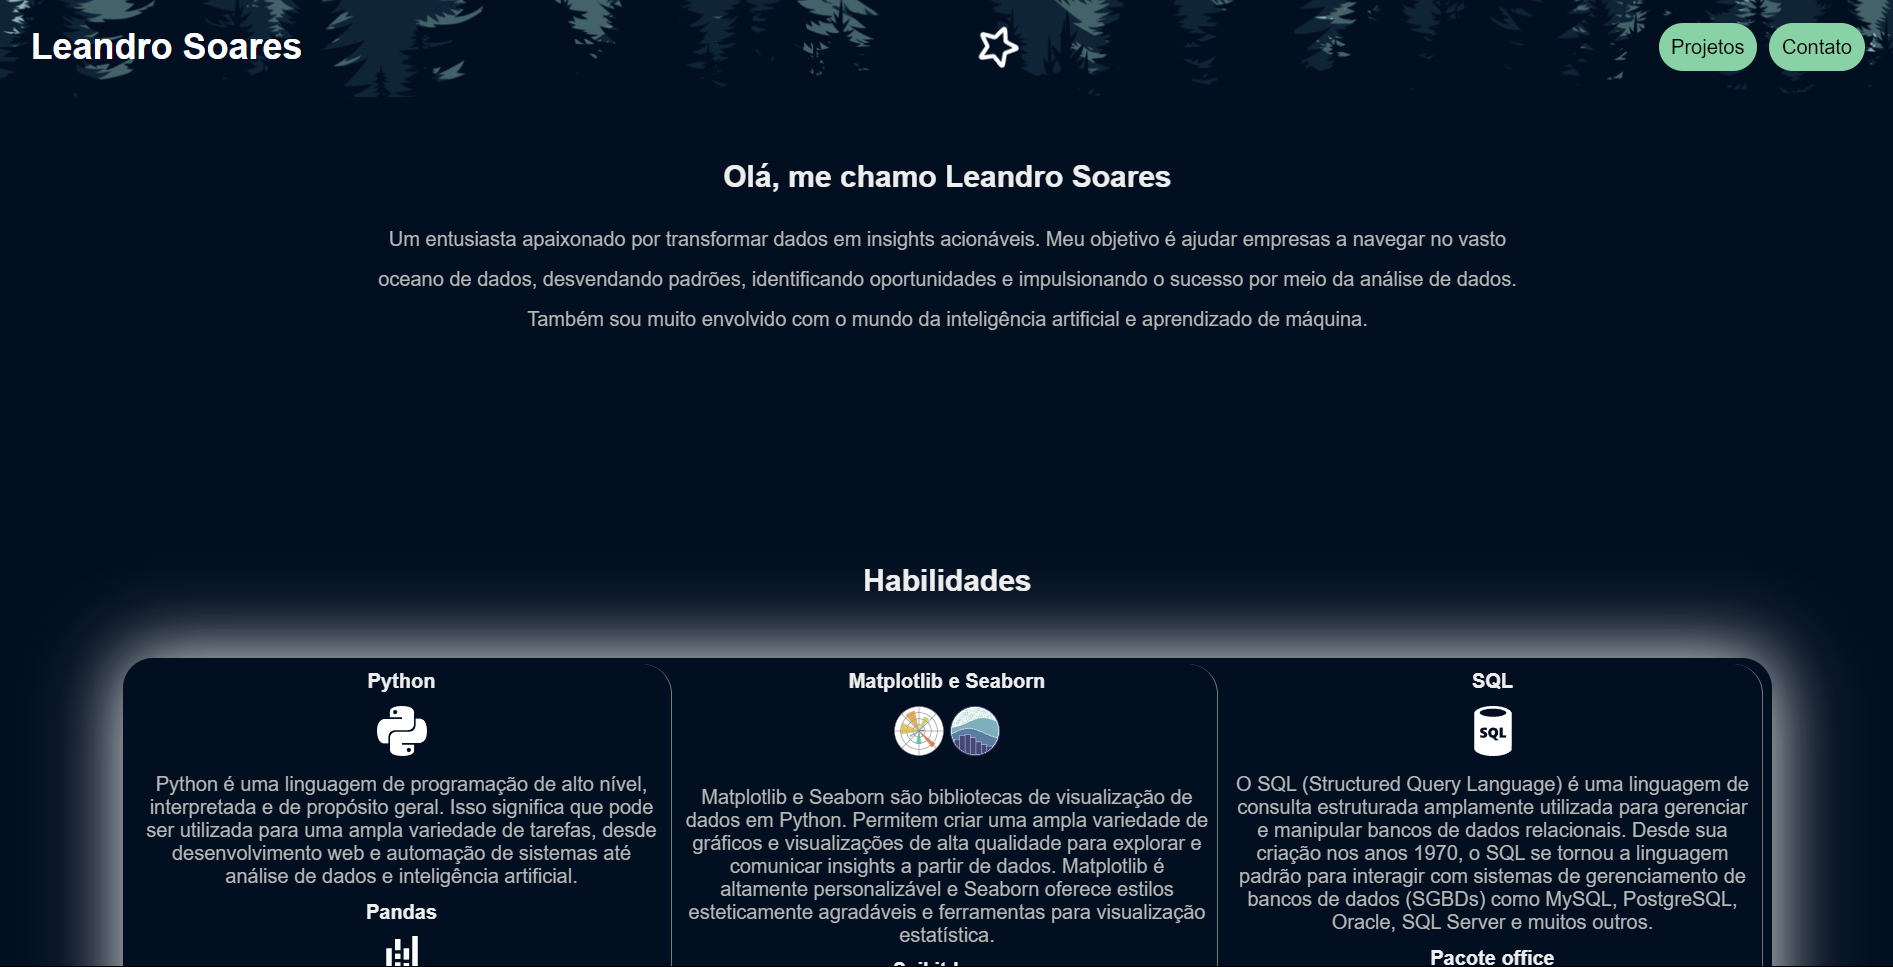 Leandro Soares
Projetos
Contato
Olá, me chamo Leandro Soares
Um entusiasta apaixonado por transformar dados em insights acionáveis. Meu objetivo é ajudar empresas a navegar no vasto
oceano de dados, desvendando padrões, identificando oportunidades e impulsionando o sucesso por meio da análise de dados.
Também sou muito envolvido com o mundo da inteligência artificial e aprendizado de máquina.
Habilidades
Python
Python é uma linguagem de programação de alto nível,
interpretada e de propósito geral. Isso significa que pode
ser utilizada para uma ampla variedade de tarefas, desde
desenvolvimento web e automação de sistemas até
análise de dados e inteligência artificial.
Pandas
Matplotlib e Seaborn
Matplotlib e Seaborn são bibliotecas de visualização de
dados em Python. Permitem criar uma ampla variedade de
gráficos e visualizações de alta qualidade para explorar e
comunicar insights a partir de dados. Matplotlib é
altamente personalizável e Seaborn oferece estilos
esteticamente agradáveis e ferramentas para visualização
estatística.
SQL
SQL
O SQL (Structured Query Language) é uma linguagem de
consulta estruturada amplamente utilizada para gerenciar
e manipular bancos de dados relacionais. Desde sua
criação nos anos 1970, o SQL se tornou a linguagem
padrão para interagir com sistemas de gerenciamento de
bancos de dados (SGBDs) como MySQL, PostgreSQL,
Oracle, SQL Server e muitos outros.
Pacote office